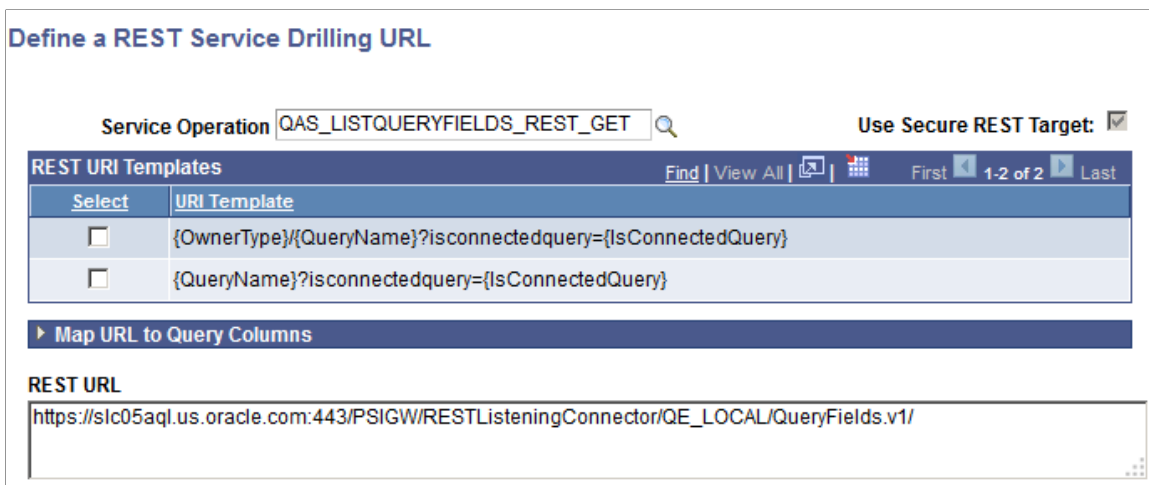 Define a REST Service Drilling URL
Service Operation QAS_LISTQUERYFIELDS_REST_GET Use Secure REST Target:
REST URI Templates Find | View All | | First 1-2 of 2 Last
Select URI Template
{OwnerType}/{QueryName}?isconnectedquery={IsConnectedQuery}
{QueryName}?isconnectedquery={IsConnectedQuery}
Map URL to Query Columns
REST URL
https://slc05aql.us.oracle.com:443/PSIGW/RESTListeningConnector/QE_LOCAL/QueryFields.v1/